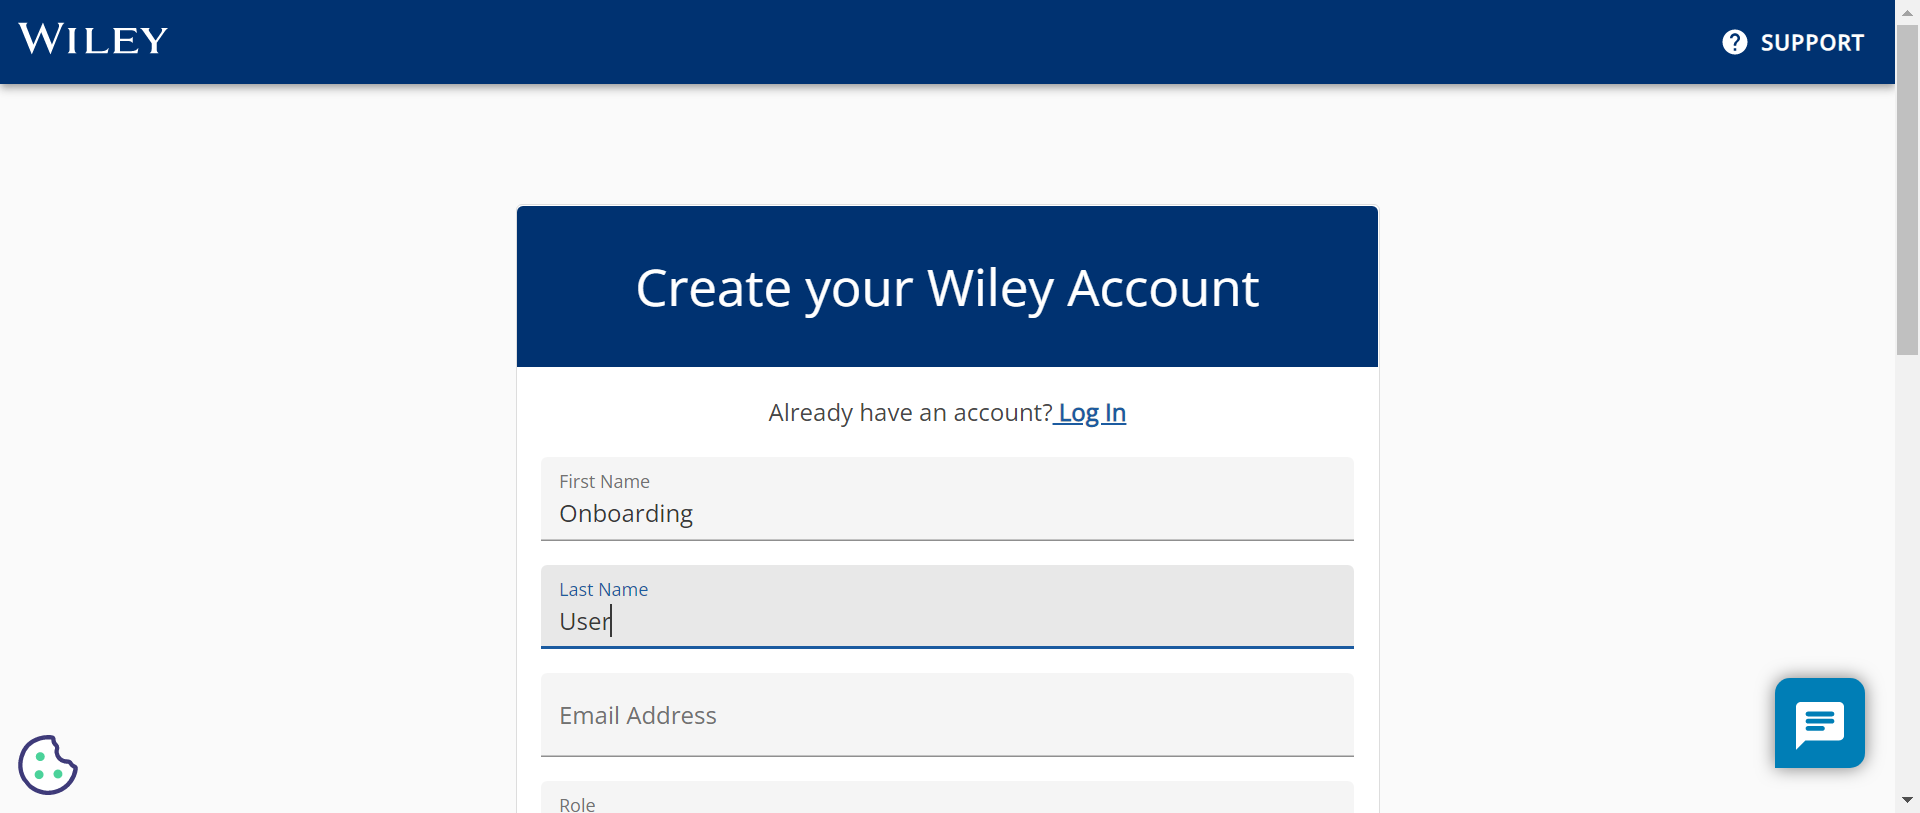 WILEY
SUPPORT
Create your Wiley Account
Already have an account? Log In
First Name
Onboarding
Last Name
User
Email Address
Role